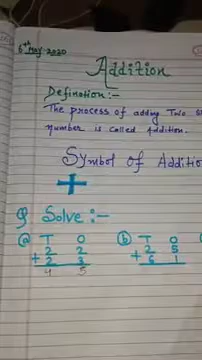 6th May 2020
Addition
Defination:-
The process of adding Two
number is called Addition.
Symbol of Additio
+
Q Solve :-
(a) T O (b) T O
2 2 2 5
+ 2 3 + 6 1
4 5